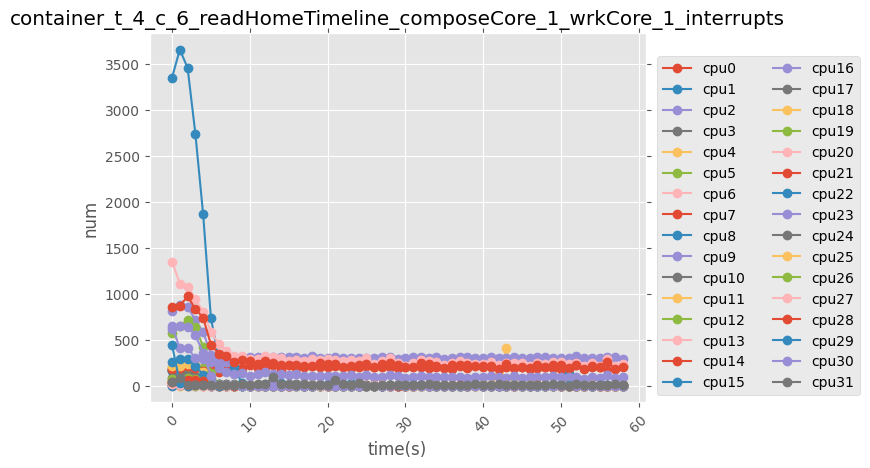 container_t_4_c_6_readHomeTimeline_composeCore_1_wrkCore_1_interrupts
3500
3000
2500
2000
1500
1000
500
0
num
0
10
20
30
40
50
60
time(s)
cpu0
cpu1
cpu2
cpu3
cpu4
cpu5
cpu6
cpu7
cpu8
cpu9
cpu10
cpu11
cpu12
cpu13
cpu14
cpu15
cpu16
cpu17
cpu18
cpu19
cpu20
cpu21
cpu22
cpu23
cpu24
cpu25
cpu26
cpu27
cpu28
cpu29
cpu30
cpu31